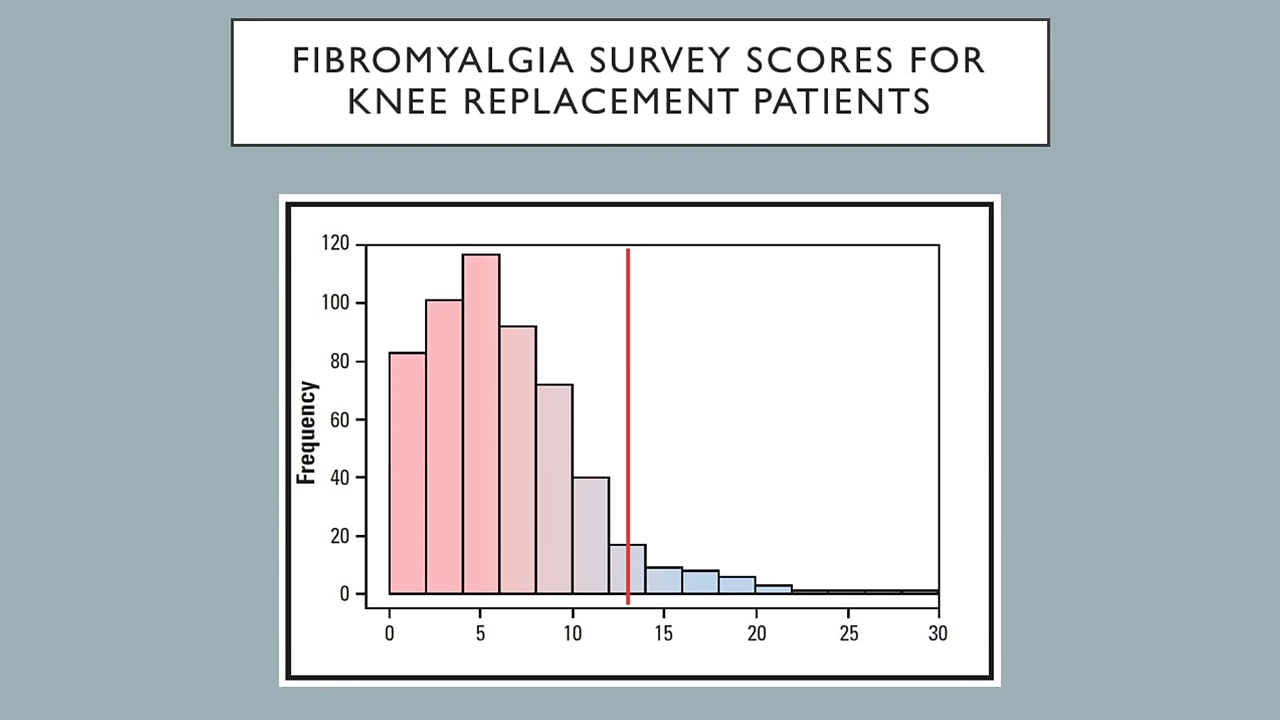 FIBROMYALGIA SURVEY SCORES FOR
KNEE REPLACEMENT PATIENTS
120
100
80
60
40
20
0
Frequency
0 5 10 15 20 25 30